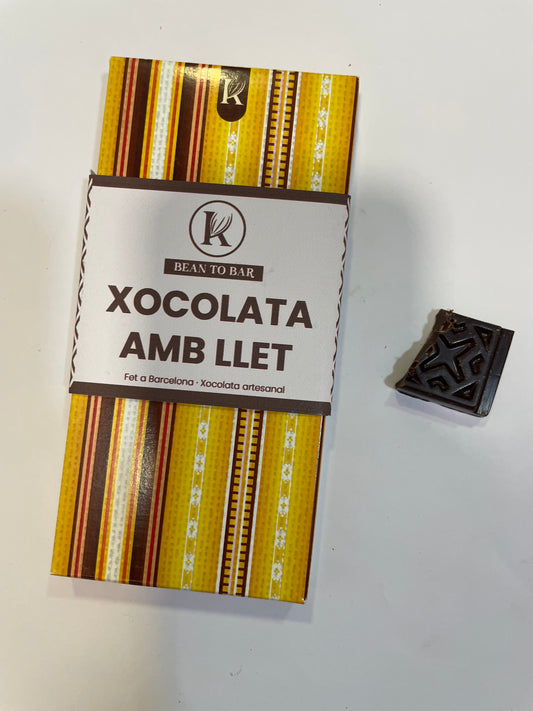 K
K
BEAN TO BAR
XOCOLATA
AMB LLET
Fet a Barcelona · Xocolata artesanal